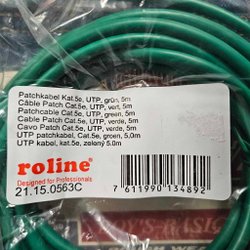 Patchkabel Kat.5e, UTP, grün, 5m
Câble Patch Cat.5e, UTP, vert, 5m
Patchcable Cat.5e, UTP, green, 5m
Cable Patch Cat.5e, UTP, verde, 5m
Cavo Patch Cat.5e, UTP, verde, 5m
UTP patchkabel, Cat.5e, green, 5,0m
UTP kabel, kat.5e, zelený 5.0m
roline®
Designed for Professionals
21.15.0563C
7 611990 134892